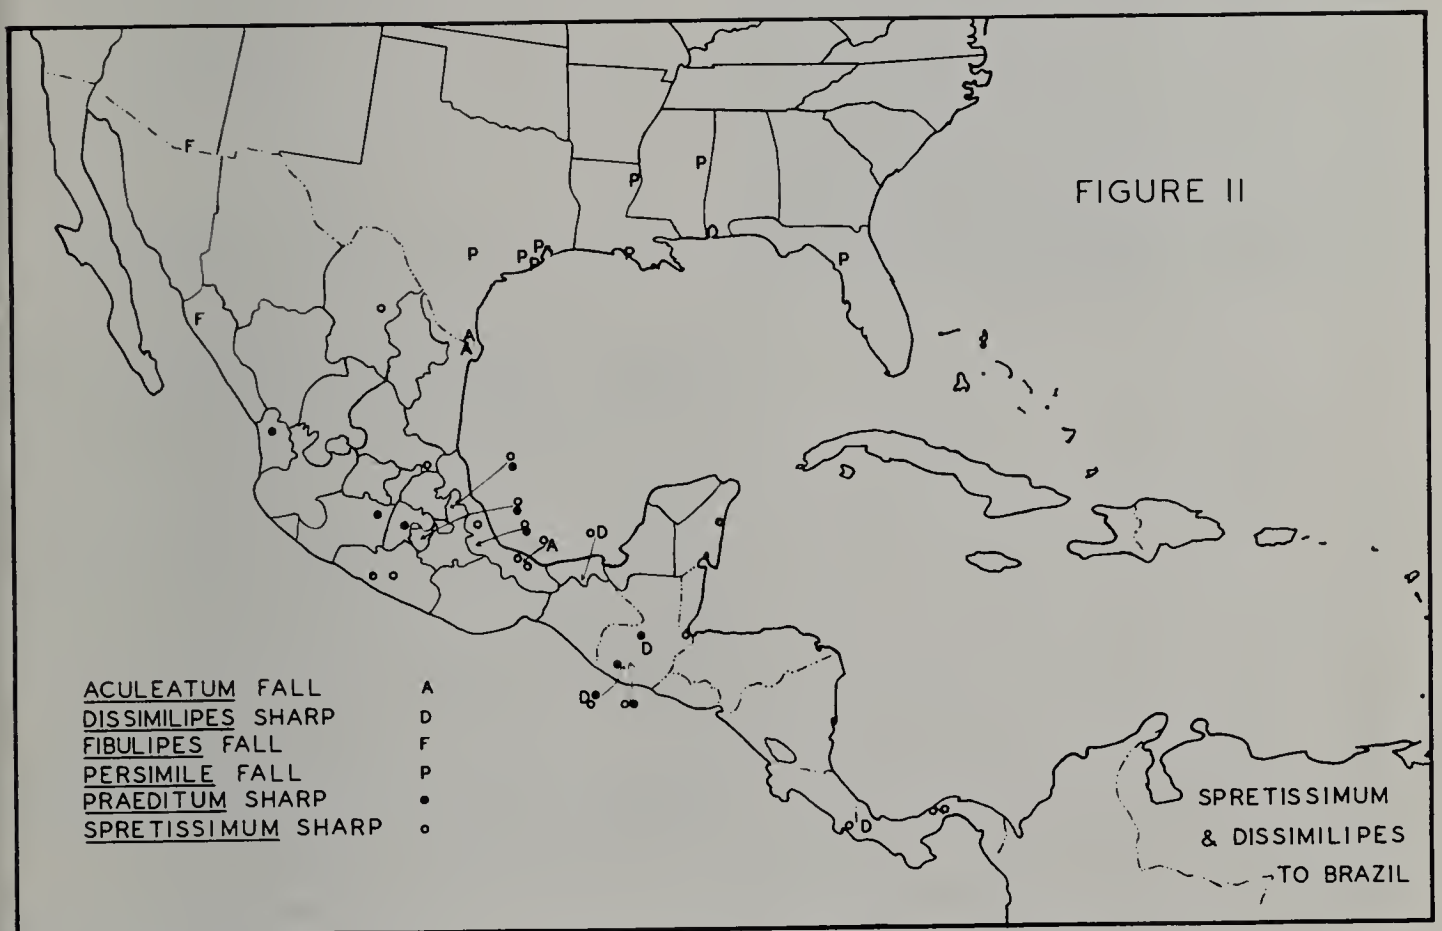 FIGURE II
F
P
P
P
P
P
P
P
P
F
A
A
D
A
D
D
D
ACULEATUM FALL A
DISSIMILIPES SHARP D
FIBULIPES FALL F
PERSIMILE FALL P
PRAEDITUM SHARP
SPRETISSIMUM SHARP
SPRETISSIMUM
& DISSIMILIPES
TO BRAZIL